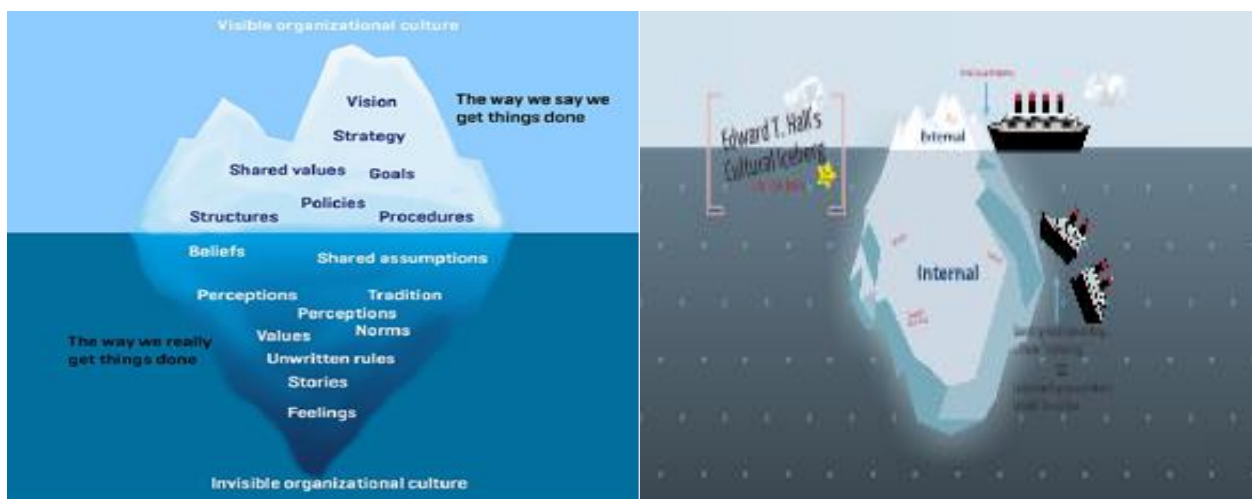 Visible organizational culture
Vision
The way we say we
get things done
Strategy
Shared values
Goals
Policies
Structures
Procedures
Beliefs
Shared assumptions
Perceptions
Tradition
Perceptions
Norms
Values
The way we really
get things done
Unwritten rules
Stories
Feelings
Invisible organizational culture
Edward T. Hall's
Cultural Iceberg
External
Internal